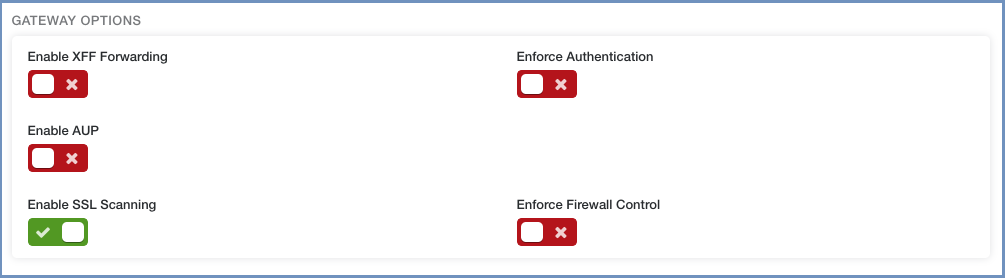 GATEWAY OPTIONS
Enable XFF Forwarding
Enforce Authentication
Enable AUP
Enable SSL Scanning
Enforce Firewall Control